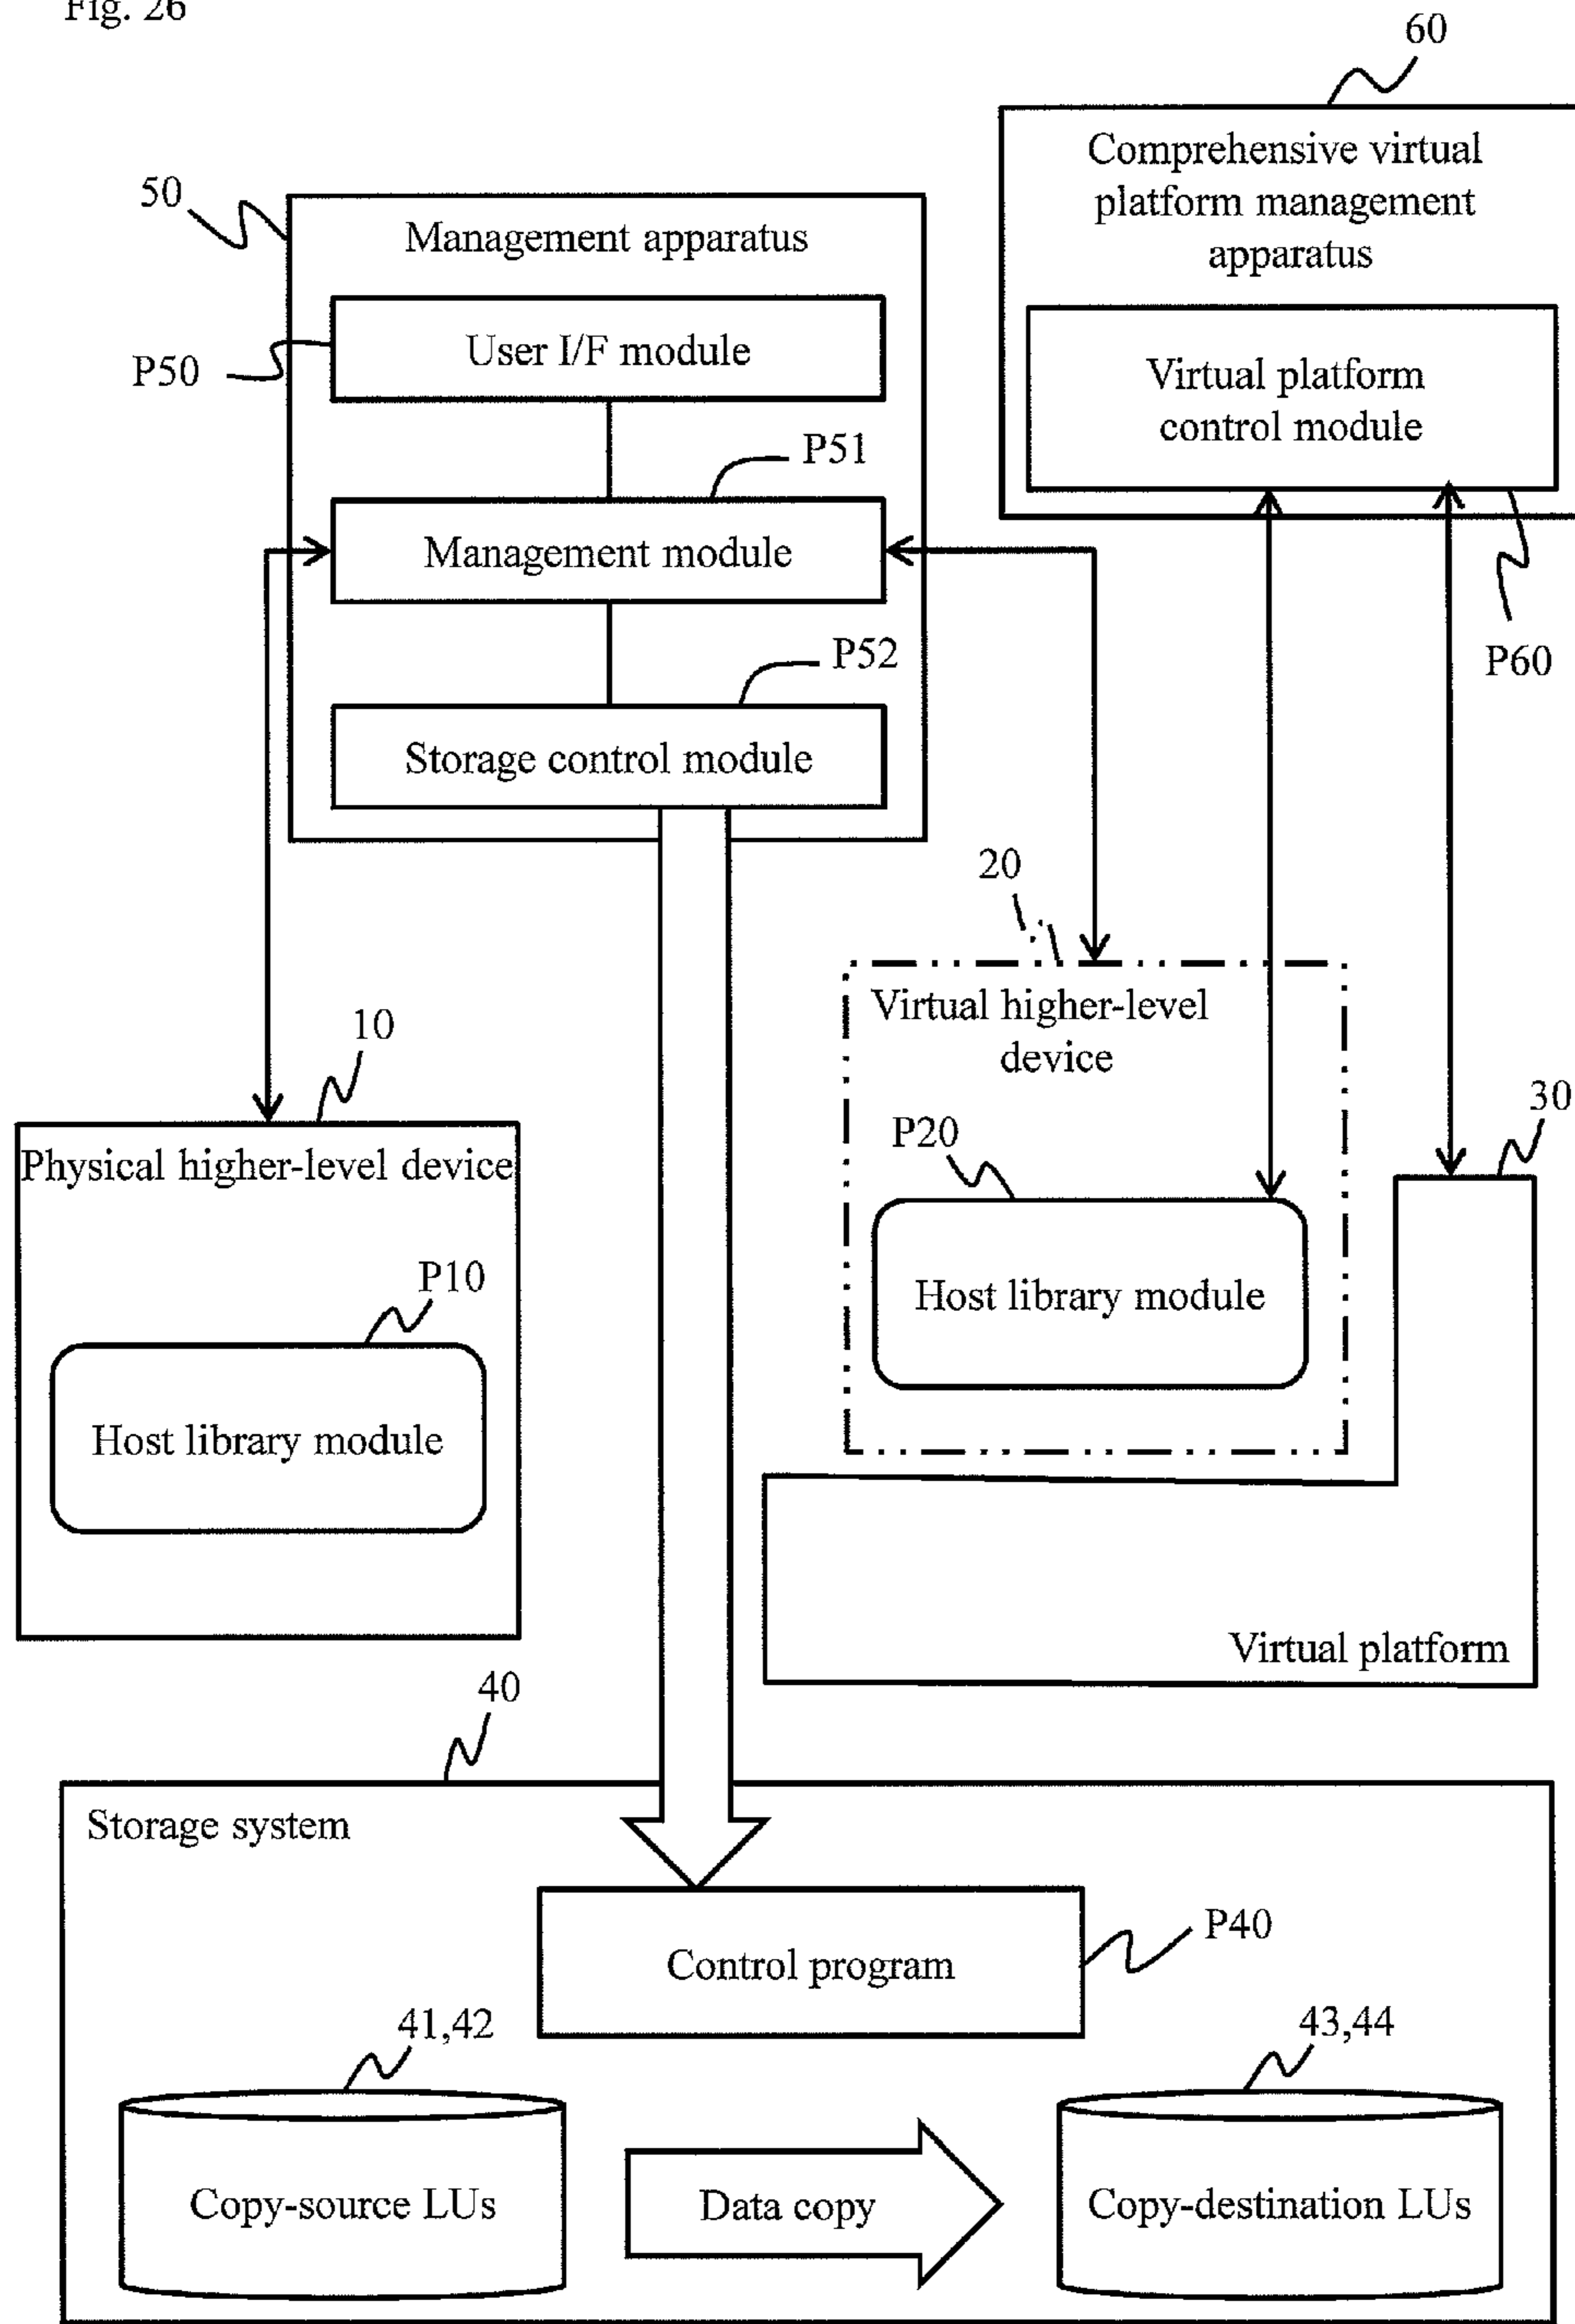 Fig. 26
60
Comprehensive virtual
platform management
apparatus
50
Management apparatus
User I/F module
P50
Virtual platform
control module
P51
Management module
P52
P60
Storage control module
20
Virtual higher-level
device
10
Physical higher-level device
30
P20
Host library module
P10
Host library module
Virtual platform
40
Storage system
Control program
P40
41,42
43,44
Copy-source LUs
Data copy
Copy-destination LUs